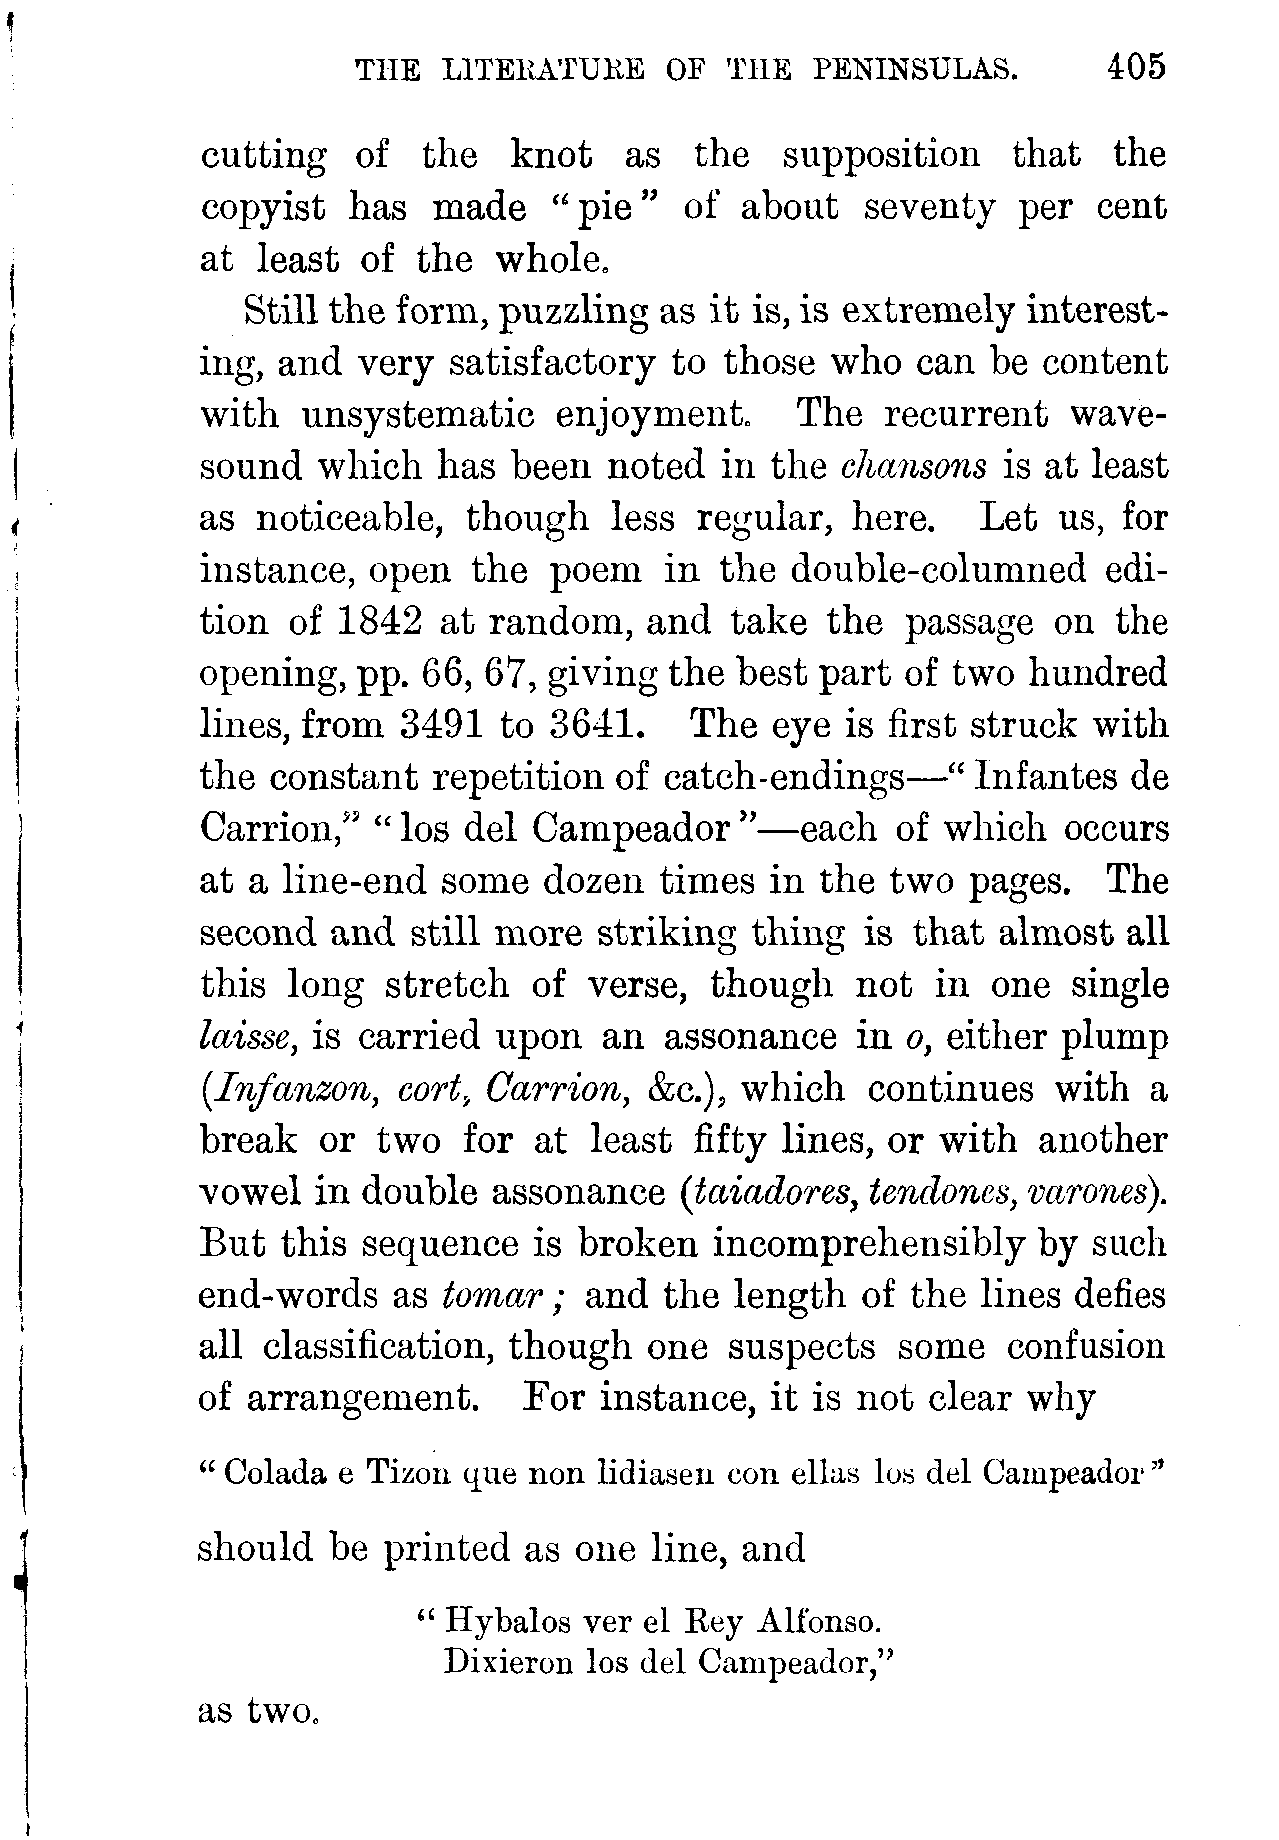 THE LITERATURE OF THE PENINSULAS. 405
cutting of the knot as the supposition that the
copyist has made “pie” of about seventy per cent
at least of the whole.
Still the form, puzzling as it is, is extremely interest-
ing, and very satisfactory to those who can be content
with unsystematic enjoyment. The recurrent wave-
sound which has been noted in the chansons is at least
as noticeable, though less regular, here. Let us, for
instance, open the poem in the double-columned edi-
tion of 1842 at random, and take the passage on the
opening, pp. 66, 67, giving the best part of two hundred
lines, from 3491 to 3641. The eye is first struck with
the constant repetition of catch-endings—“Infantes de
Carrion,” “los del Campeador”—each of which occurs
at a line-end some dozen times in the two pages. The
second and still more striking thing is that almost all
this long stretch of verse, though not in one single
laisse, is carried upon an assonance in o, either plump
(Infanzon, cort, Carrion, &c.), which continues with a
break or two for at least fifty lines, or with another
vowel in double assonance (taiadores, tendones, varones).
But this sequence is broken incomprehensibly by such
end-words as tomar; and the length of the lines defies
all classification, though one suspects some confusion
of arrangement. For instance, it is not clear why
“Colada e Tizon que non lidiasen con ellas los del Campeador”
should be printed as one line, and
“Hybalos ver el Rey Alfonso.
Dixieron los del Campeador,”
as two.